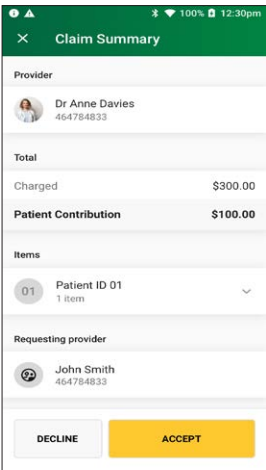 100% 12:30pm
Claim Summary
Provider
Dr Anne Davies
464784833
Total
Charged $300.00
Patient Contribution $100.00
Items
01 Patient ID 01
1 item
Requesting provider
John Smith
464784833
DECLINE ACCEPT